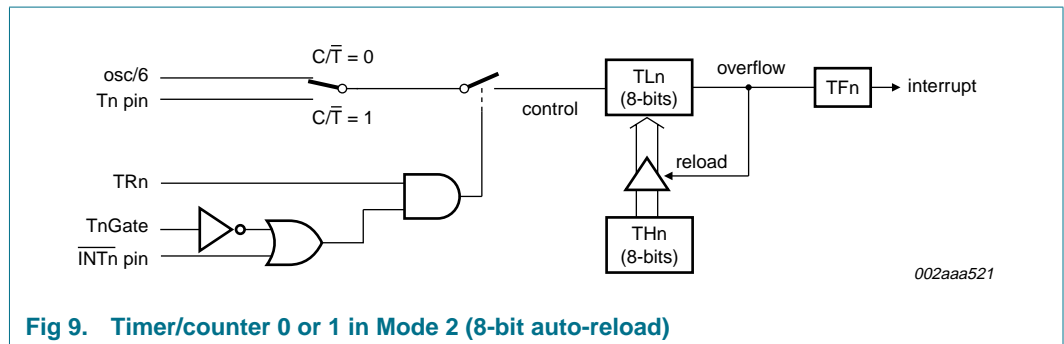 C/T̅ = 0
osc/6
Tn pin
C/T̅ = 1
control
TLn
(8-bits)
overflow
TFn
interrupt
reload
TRn
TnGate
I̅N̅T̅n̅ pin
THn
(8-bits)
002aaa521
Fig 9. Timer/counter 0 or 1 in Mode 2 (8-bit auto-reload)